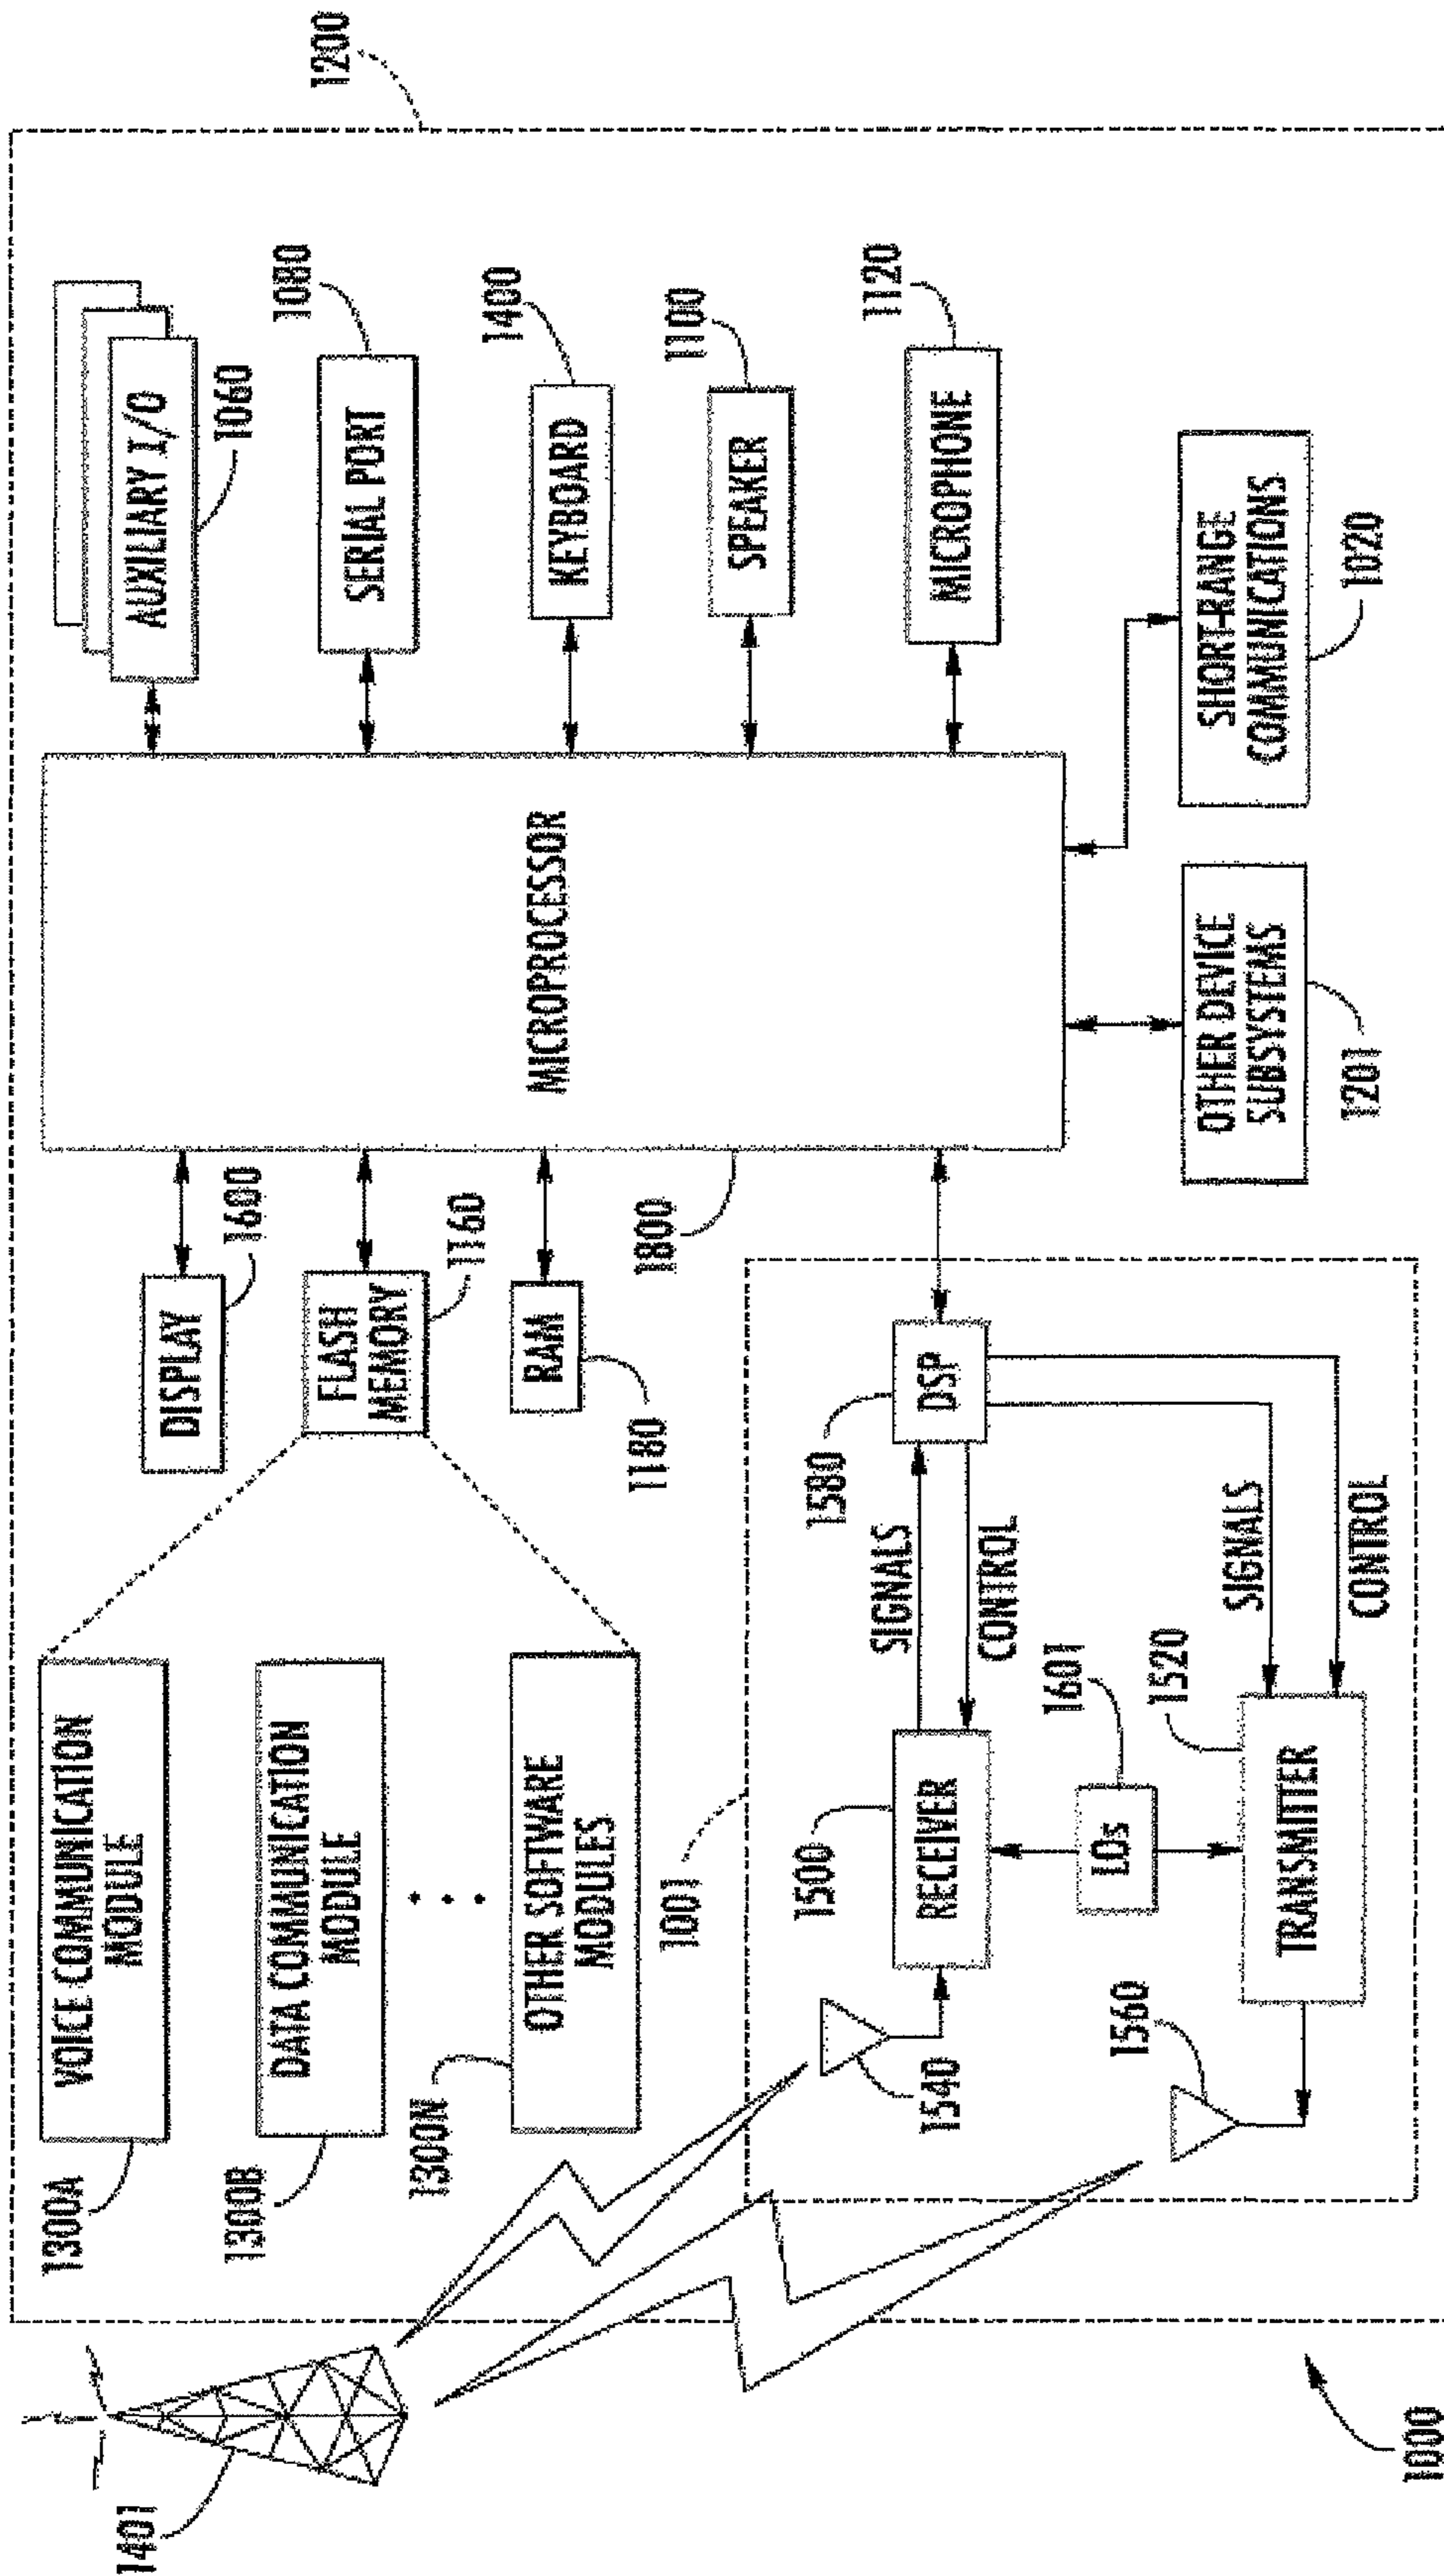 1200
VOICE COMMUNICATION
MODULE
1300A
DATA COMMUNICATION
MODULE
1300B
OTHER SOFTWARE
MODULES
1300N
DISPLAY
1600
FLASH
MEMORY
1160
RAM
1180
MICROPROCESSOR
1800
AUXILIARY I/O
1060
SERIAL PORT
1080
KEYBOARD
1400
SPEAKER
1100
MICROPHONE
1120
SHORT-RANGE
COMMUNICATIONS
1020
OTHER DEVICE
SUBSYSTEMS
1201
1001
DSP
1580
SIGNALS
CONTROL
RECEIVER
1500
1540
LOs
1601
SIGNALS
CONTROL
TRANSMITTER
1520
1560
1401
1000